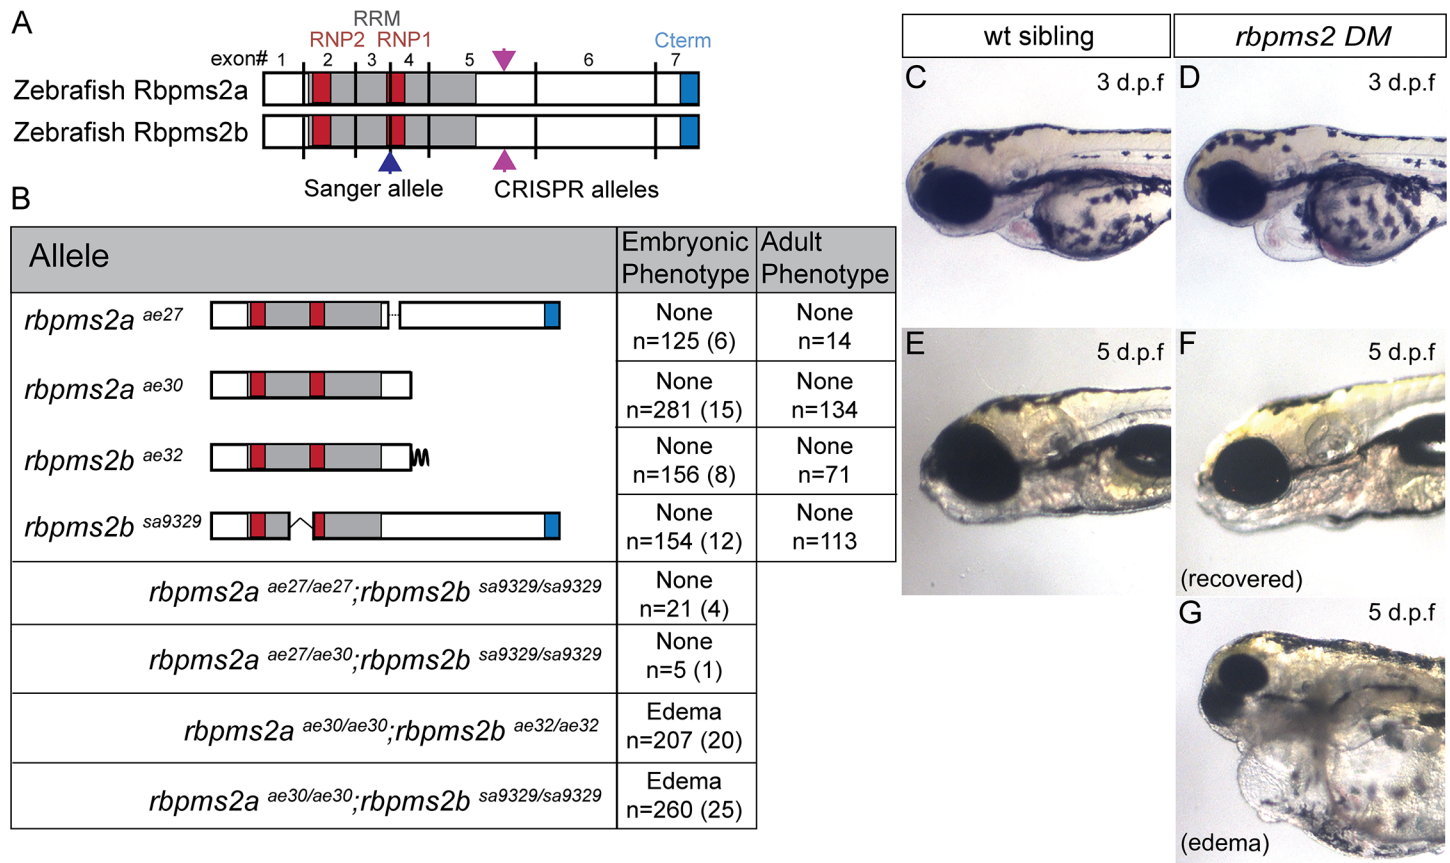 A
RRM
RNP2 RNP1
Cterm
exon# 1 2 3 4 5 6 7
Zebrafish Rbpms2a
Zebrafish Rbpms2b
Sanger allele
CRISPR alleles
B
Allele
Embryonic Phenotype
Adult Phenotype
rbpms2a ae27
None
n=125 (6)
None
n=14
rbpms2a ae30
None
n=281 (15)
None
n=134
rbpms2b ae32
None
n=156 (8)
None
n=71
rbpms2b sa9329
None
n=154 (12)
None
n=113
rbpms2a ae27/ae27;rbpms2b sa9329/sa9329
None
n=21 (4)
rbpms2a ae27/ae30;rbpms2b sa9329/sa9329
None
n=5 (1)
rbpms2a ae30/ae30;rbpms2b ae32/ae32
Edema
n=207 (20)
rbpms2a ae30/ae30;rbpms2b sa9329/sa9329
Edema
n=260 (25)
wt sibling
rbpms2 DM
C
3 d.p.f
D
3 d.p.f
E
5 d.p.f
F
5 d.p.f
(recovered)
G
5 d.p.f
(edema)